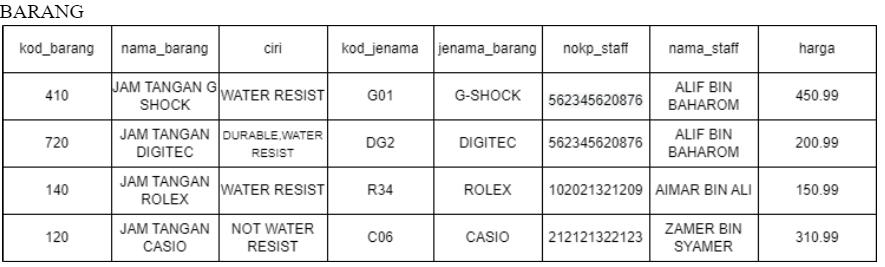 BARANG
kod_barang nama_barang ciri kod_jenama jenama_barang nokp_staff nama_staff harga
410 JAM TANGAN G SHOCK WATER RESIST G01 G-SHOCK 562345620876 ALIF BIN BAHAROM 450.99
720 JAM TANGAN DIGITEC DURABLE,WATER RESIST DG2 DIGITEC 562345620876 ALIF BIN BAHAROM 200.99
140 JAM TANGAN ROLEX WATER RESIST R34 ROLEX 102021321209 AIMAR BIN ALI 150.99
120 JAM TANGAN CASIO NOT WATER RESIST C06 CASIO 212121322123 ZAMER BIN SYAMER 310.99